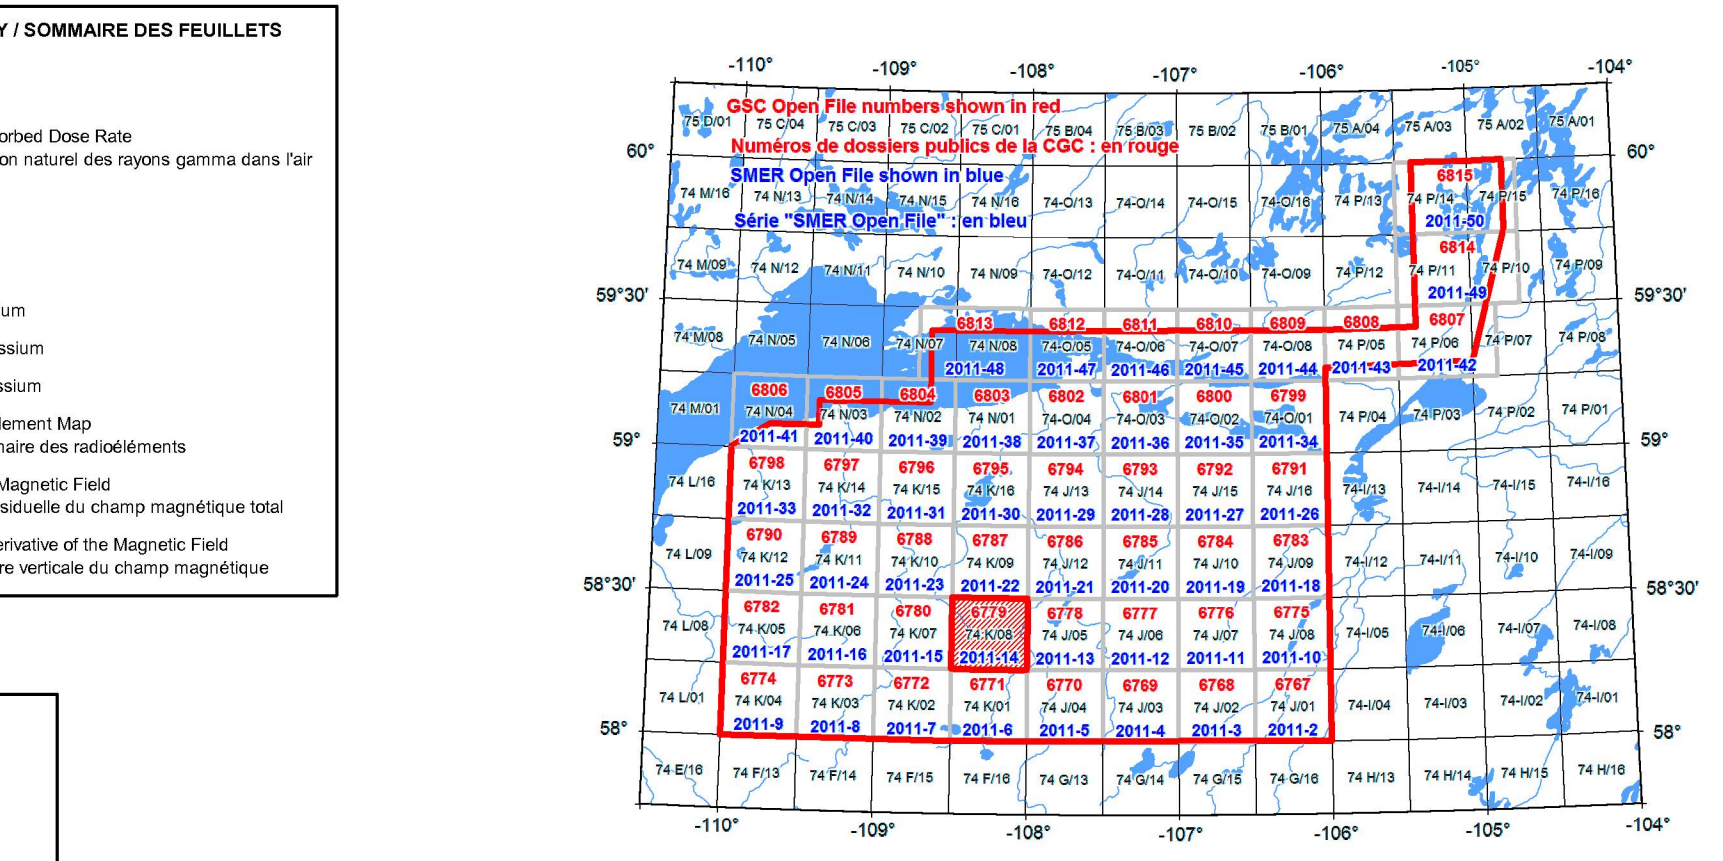 Y / SOMMAIRE DES FEUILLETS
orbed Dose Rate
on naturel des rayons gamma dans l'air
um
ssium
ssium
lement Map
naire des radioéléments
Magnetic Field
siduelle du champ magnétique total
erivative of the Magnetic Field
re verticale du champ magnétique
-110° -109° -108° -107° -106° -105° -104°
GSC Open File numbers shown in red
75 D/01 75 C/04 75 C/03 75 C/02 75 C/01 75 B/04 75 B/03 75 B/02 75 B/01 75 A/04 75 A/03 75 A/02 75 A/01
Numéros de dossiers publics de la CGC : en rouge
60° 60°
SMER Open File shown in blue 6815
74 M/16 74 N/13 74 N/14 74 N/15 74 N/16 74-O/13 74-O/14 74-O/15 74-O/16 74 P/13 74 P/14 74 P/15 74 P/16
Série "SMER Open File" : en bleu 2011-50
6814
74 M/09 74 N/12 74 N/11 74 N/10 74 N/09 74-O/12 74-O/11 74-O/10 74-O/09 74 P/12 74 P/11 74 P/10 74 P/09
2011-49
59°30' 59°30'
6813 6812 6811 6810 6809 6808 6807
74 M/08 74 N/05 74 N/06 74 N/07 74 N/08 74-O/05 74-O/06 74-O/07 74-O/08 74 P/05 74 P/06 74 P/07 74 P/08
2011-48 2011-47 2011-46 2011-45 2011-44 2011-43 2011-42
6806 6805 6804 6803 6802 6801 6800 6799
74 M/01 74 N/04 74 N/03 74 N/02 74 N/01 74-O/04 74-O/03 74-O/02 74-O/01 74 P/04 74 P/03 74 P/02 74 P/01
2011-41 2011-40 2011-39 2011-38 2011-37 2011-36 2011-35 2011-34
59° 59°
6798 6797 6796 6795 6794 6793 6792 6791
74 L/16 74 K/13 74 K/14 74 K/15 74 K/16 74 J/13 74 J/14 74 J/15 74 J/16 74-I/13 74-I/14 74-I/15 74-I/16
2011-33 2011-32 2011-31 2011-30 2011-29 2011-28 2011-27 2011-26
6790 6789 6788 6787 6786 6785 6784 6783
74 L/09 74 K/12 74 K/11 74 K/10 74 K/09 74 J/12 74 J/11 74 J/10 74 J/09 74-I/12 74-I/11 74-I/10 74-I/09
2011-25 2011-24 2011-23 2011-22 2011-21 2011-20 2011-19 2011-18
58°30' 58°30'
6782 6781 6780 6779 6778 6777 6776 6775
74 L/08 74 K/05 74 K/06 74 K/07 74 K/08 74 J/05 74 J/06 74 J/07 74 J/08 74-I/05 74-I/06 74-I/07 74-I/08
2011-17 2011-16 2011-15 2011-14 2011-13 2011-12 2011-11 2011-10
6774 6773 6772 6771 6770 6769 6768 6767
74 L/01 74 K/04 74 K/03 74 K/02 74 K/01 74 J/04 74 J/03 74 J/02 74 J/01 74-I/04 74-I/03 74-I/02 74-I/01
2011-9 2011-8 2011-7 2011-6 2011-5 2011-4 2011-3 2011-2
58° 58°
74 E/16 74 F/13 74 F/14 74 F/15 74 F/16 74 G/13 74 G/14 74 G/15 74 G/16 74 H/13 74 H/14 74 H/15 74 H/16
-110° -109° -108° -107° -106° -105° -104°